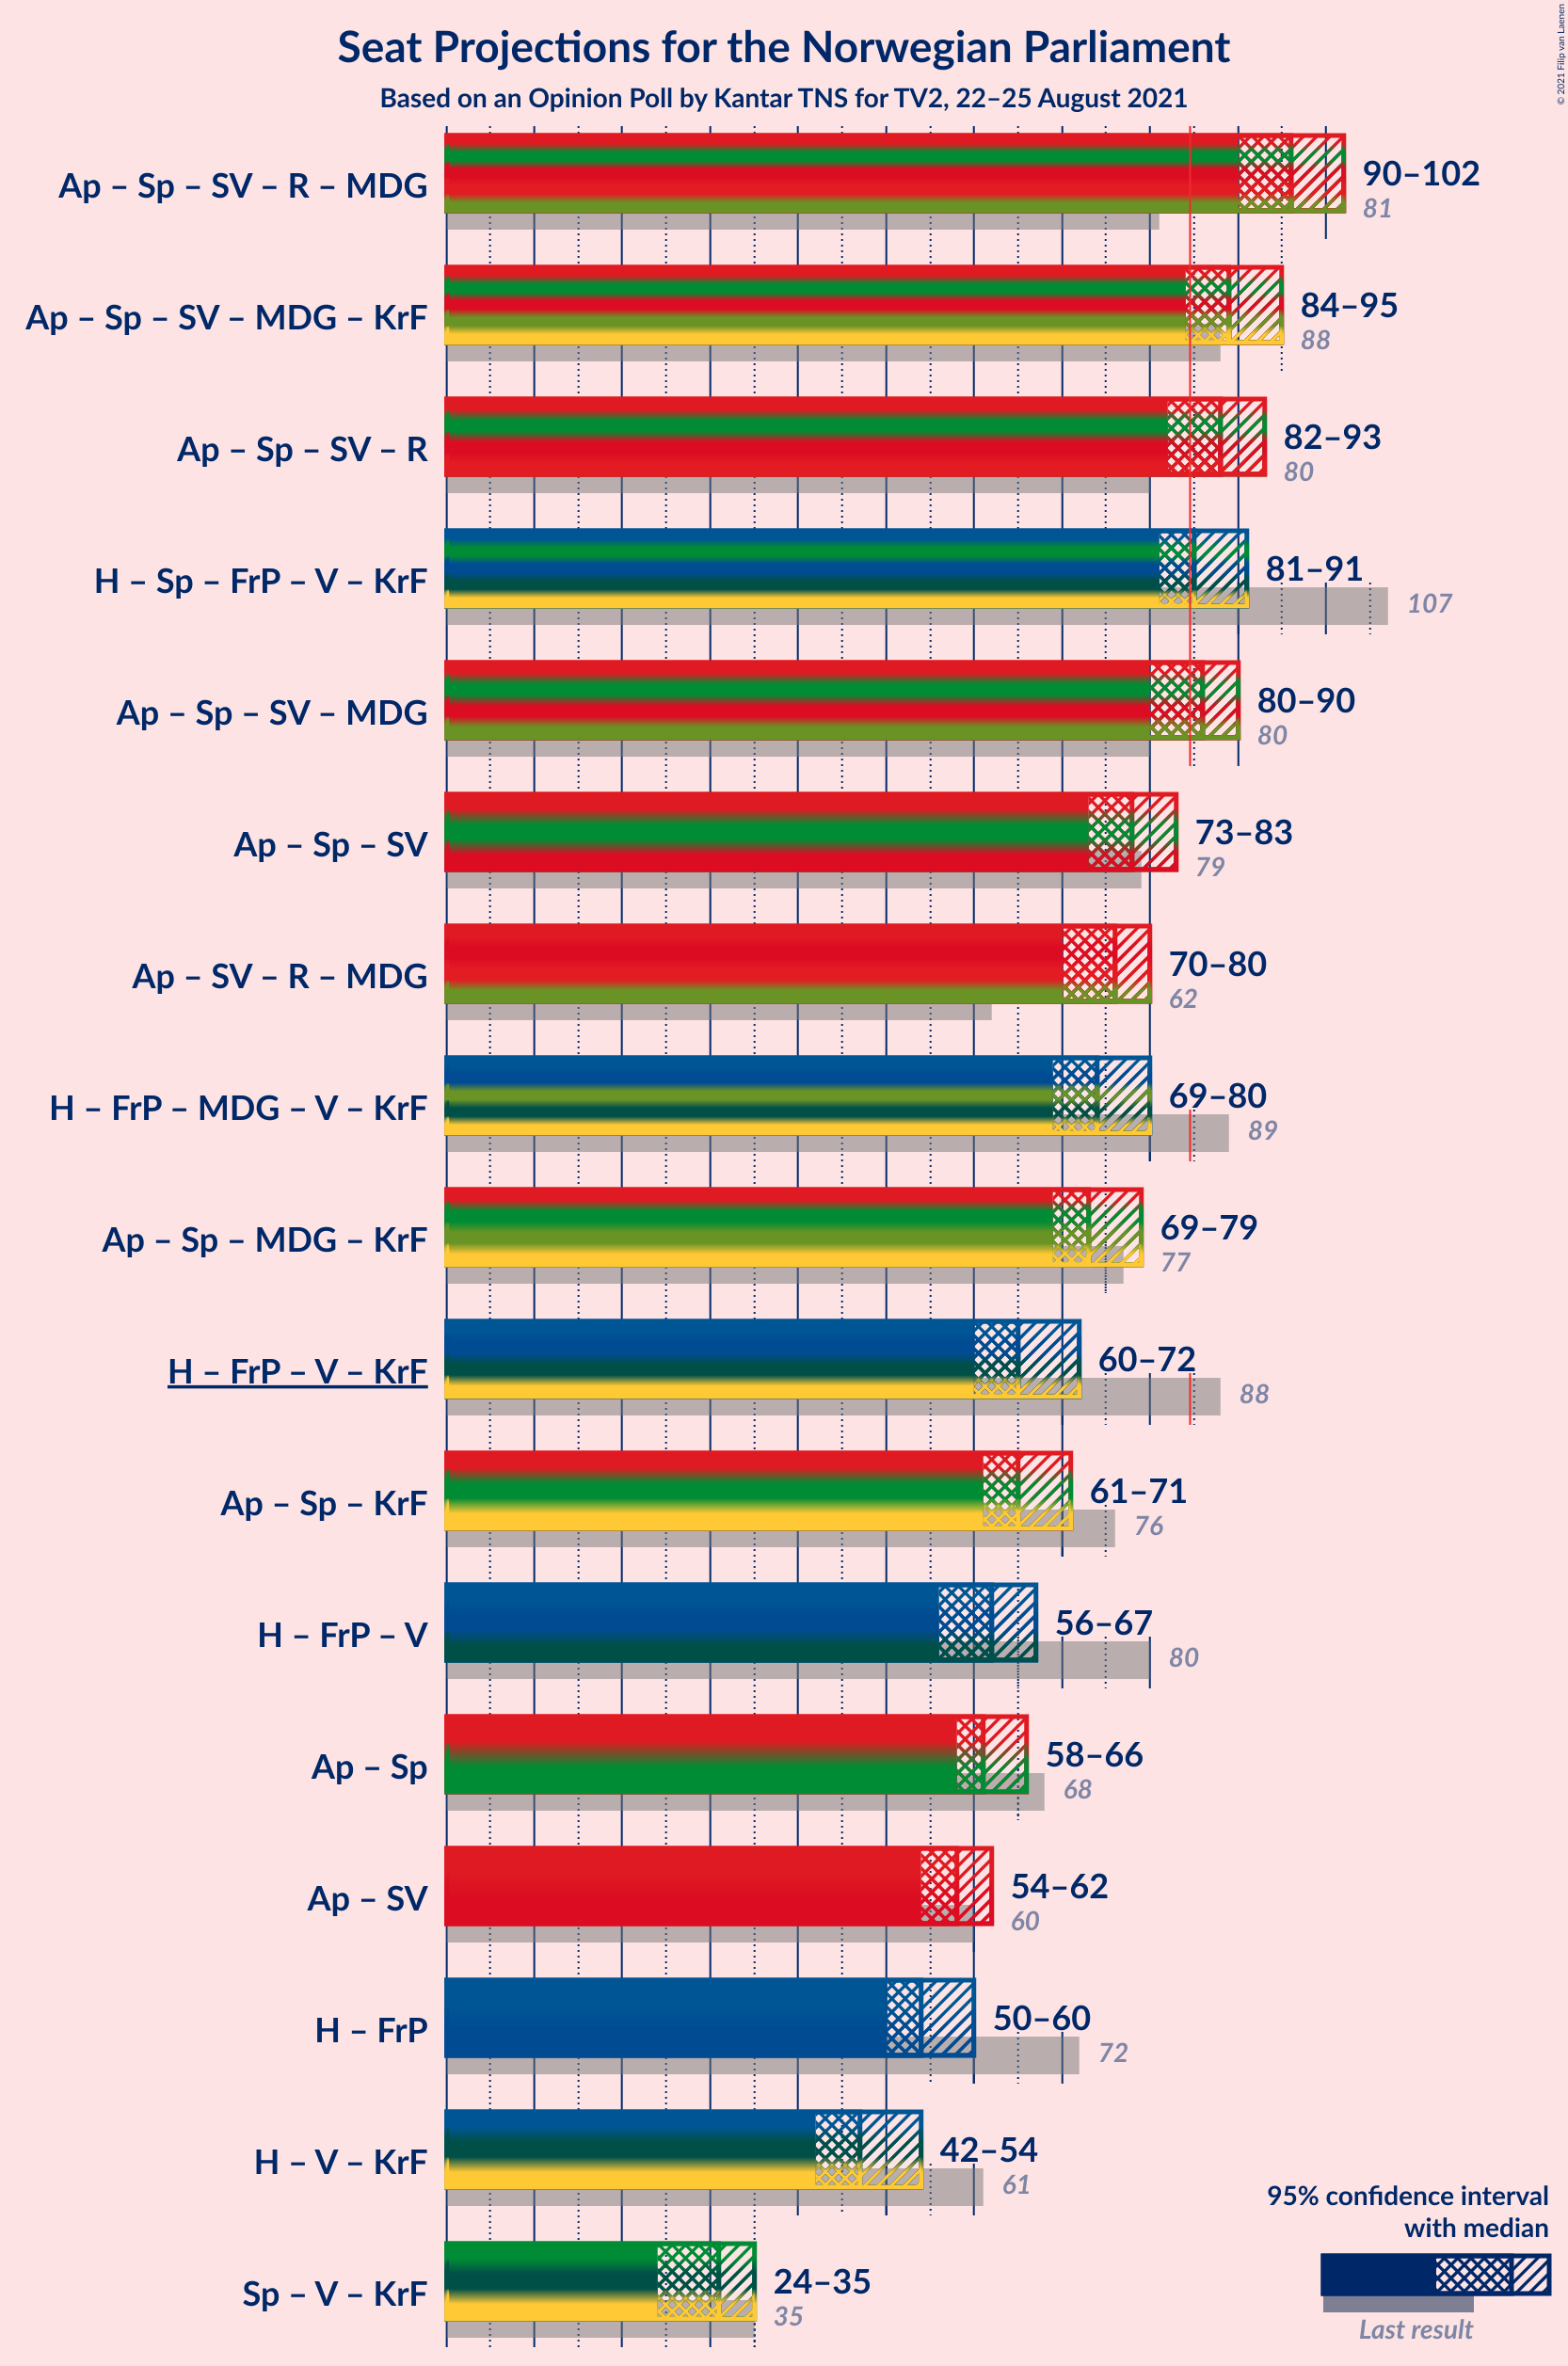 Seat Projections for the Norwegian Parliament
Based on an Opinion Poll by Kantar TNS for TV2, 22–25 August 2021
© 2021 Filip van Laenen
Ap – Sp – SV – R – MDG
90–102
81
Ap – Sp – SV – MDG – KrF
84–95
88
Ap – Sp – SV – R
82–93
80
H – Sp – FrP – V – KrF
81–91
107
Ap – Sp – SV – MDG
80–90
80
Ap – Sp – SV
73–83
79
Ap – SV – R – MDG
70–80
62
H – FrP – MDG – V – KrF
69–80
89
Ap – Sp – MDG – KrF
69–79
77
H – FrP – V – KrF
60–72
88
Ap – Sp – KrF
61–71
76
H – FrP – V
56–67
80
Ap – Sp
58–66
68
Ap – SV
54–62
60
H – FrP
50–60
72
H – V – KrF
42–54
61
Sp – V – KrF
24–35
35
95% confidence interval
with median
Last result